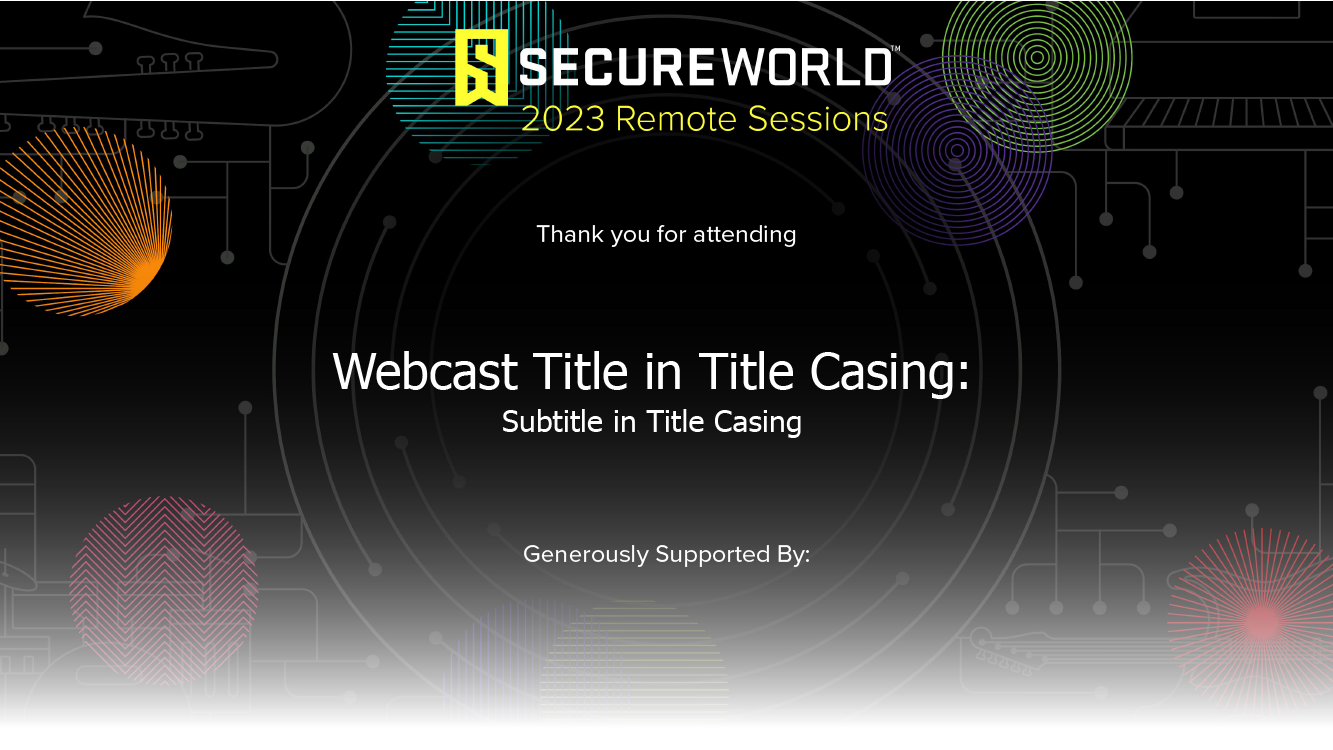 SECUREWORLD™
2023 Remote Sessions
Thank you for attending
Webcast Title in Title Casing:
Subtitle in Title Casing
Generously Supported By: